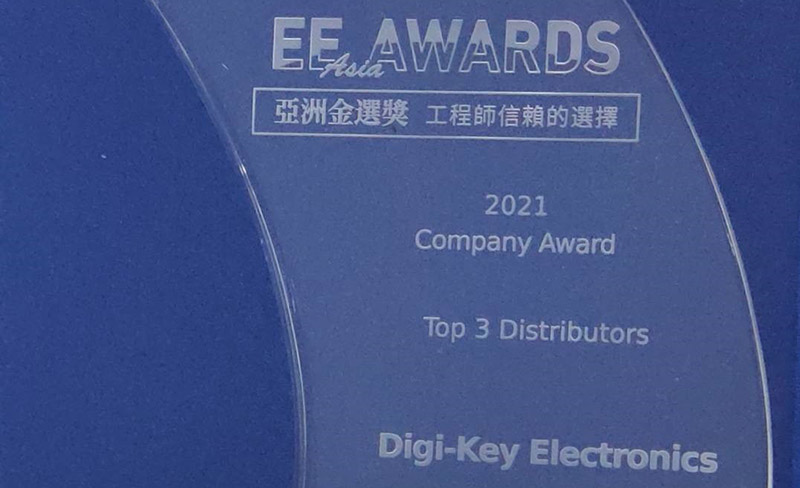 EE Asia AWARDS
亞洲金選獎 工程師信賴的選擇
2021
Company Award
Top 3 Distributors
Digi-Key Electronics